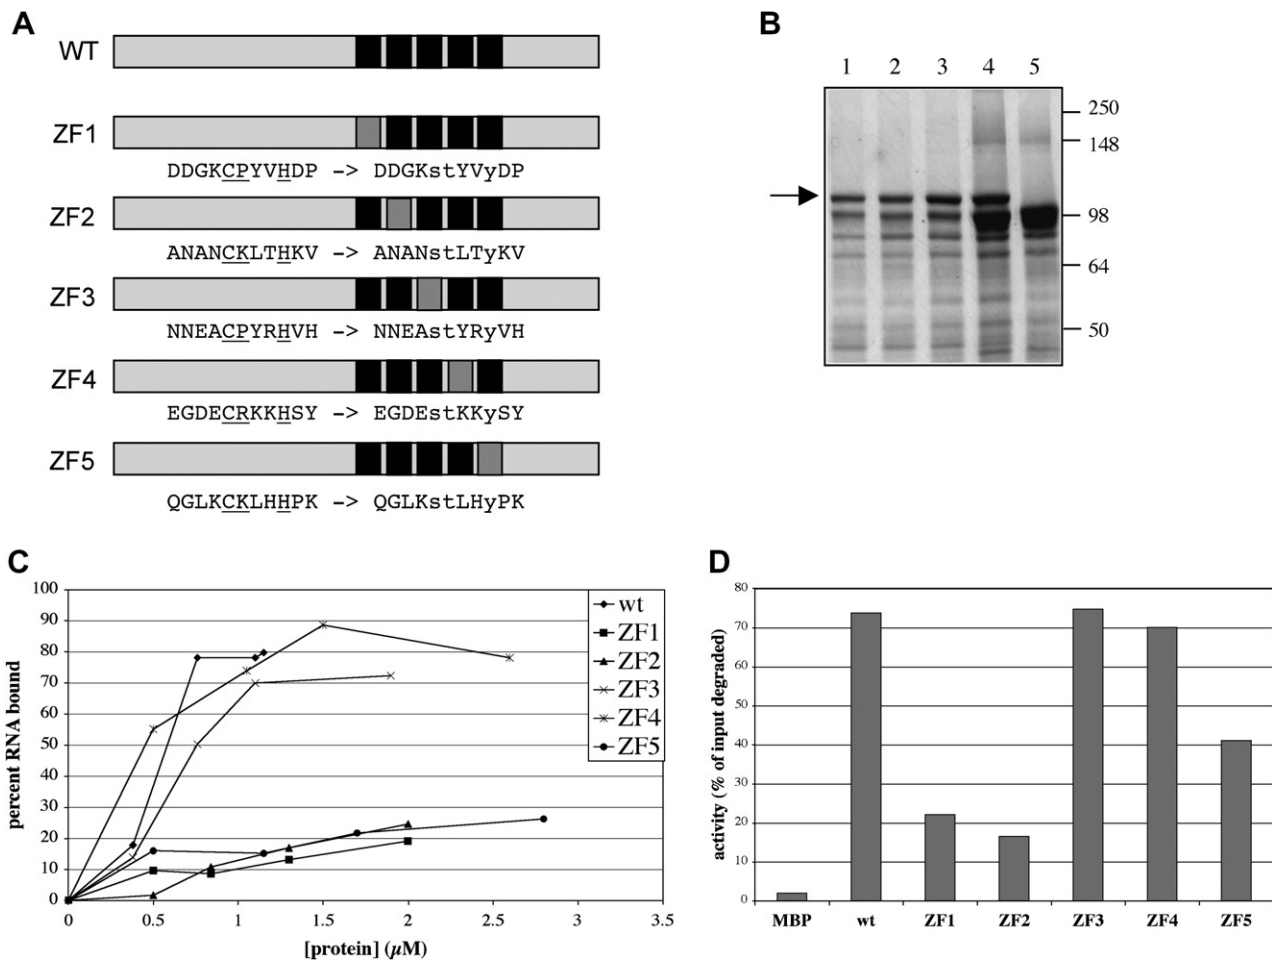 A
WT
ZF1
DDGKCPYVHDP -> DDGKstYVyDP
ZF2
ANANCKLTHKV -> ANANstLTyKV
ZF3
NNEACPYRHVH -> NNEAstYRyVH
ZF4
EGDECRKKHSY -> EGDEstKKySY
ZF5
QGLKCKLHHPK -> QGLKstLHyPK
B
1 2 3 4 5
250
148
98
64
50
C
percent RNA bound
100
90
80
70
60
50
40
30
20
10
0
0 0.5 1 1.5 2 2.5 3 3.5
[protein] (µM)
wt
ZF1
ZF2
ZF3
ZF4
ZF5
D
activity (% of input degraded)
80
70
60
50
40
30
20
10
0
MBP wt ZF1 ZF2 ZF3 ZF4 ZF5